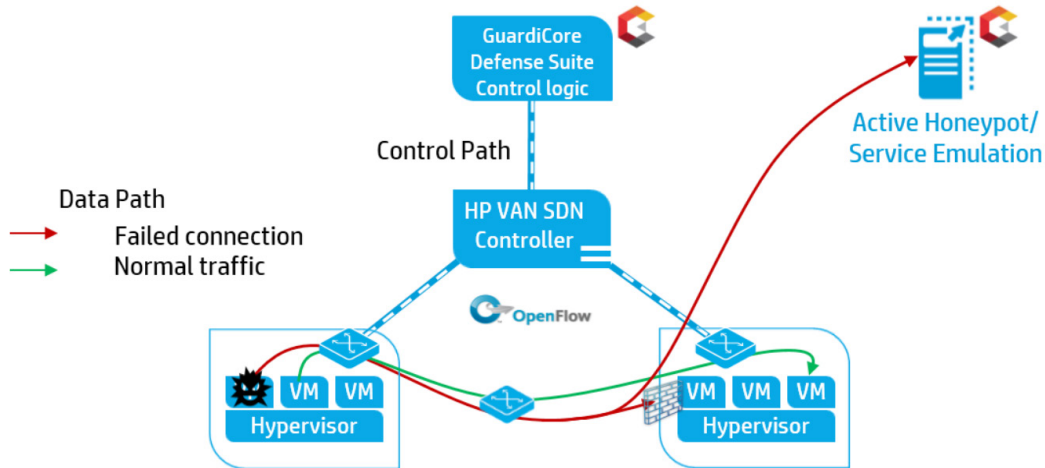 GuardiCore
Defense Suite
Control logic
Active Honeypot/
Service Emulation
Control Path
Data Path
Failed connection
Normal traffic
HP VAN SDN
Controller
OpenFlow
VM VM
Hypervisor
VM VM VM
Hypervisor